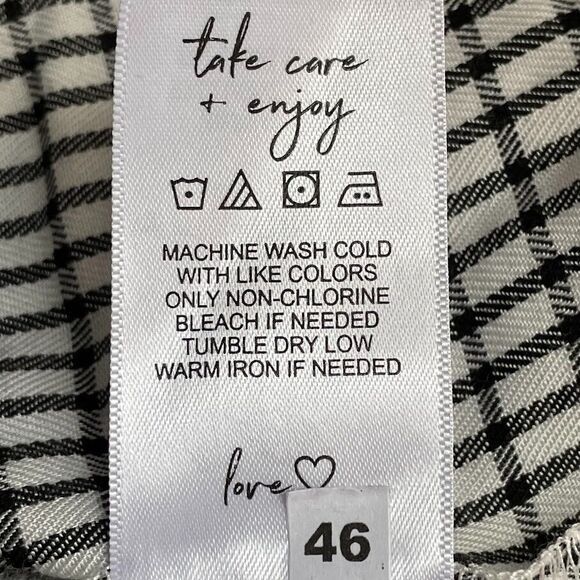 take care
+ enjoy
MACHINE WASH COLD
WITH LIKE COLORS
ONLY NON-CHLORINE
BLEACH IF NEEDED
TUMBLE DRY LOW
WARM IRON IF NEEDED
love♡
46